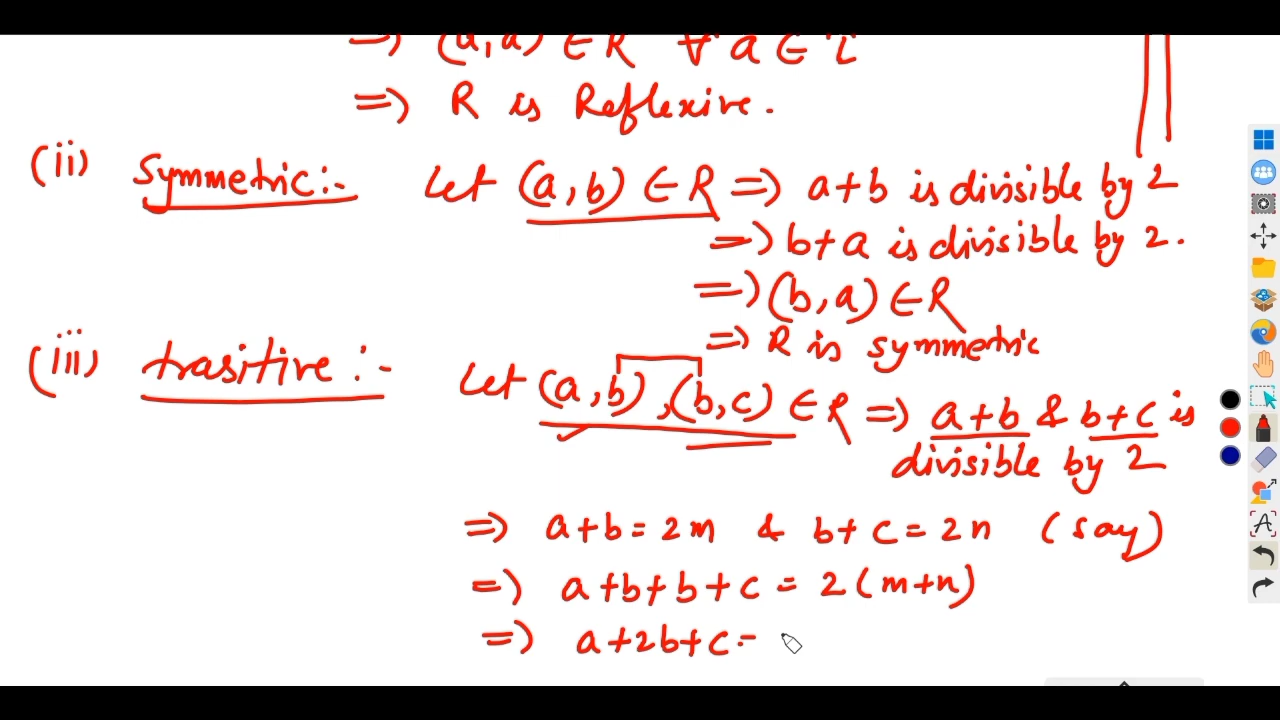 => (a,a) ∈ R ∀ a ∈ Z
=> R is Reflexive.
(ii) Symmetric:- Let (a,b) ∈ R => a+b is divisible by 2
=> b+a is divisible by 2.
=> (b,a) ∈ R
=> R is symmetric
(iii) trasitive:- Let (a,b),(b,c) ∈ R => a+b & b+c is
divisible by 2
=> a+b=2m & b+c=2n (say)
=> a+b+b+c = 2(m+n)
=> a+2b+c=